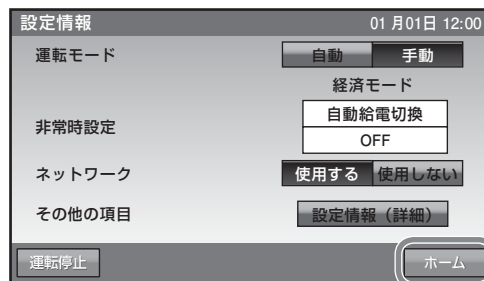 設定情報 01 月01日 12:00
運転モード 自動 手動
経済モード
非常時設定 自動給電切換
OFF
ネットワーク 使用する 使用しない
その他の項目 設定情報（詳細）
運転停止 ホーム